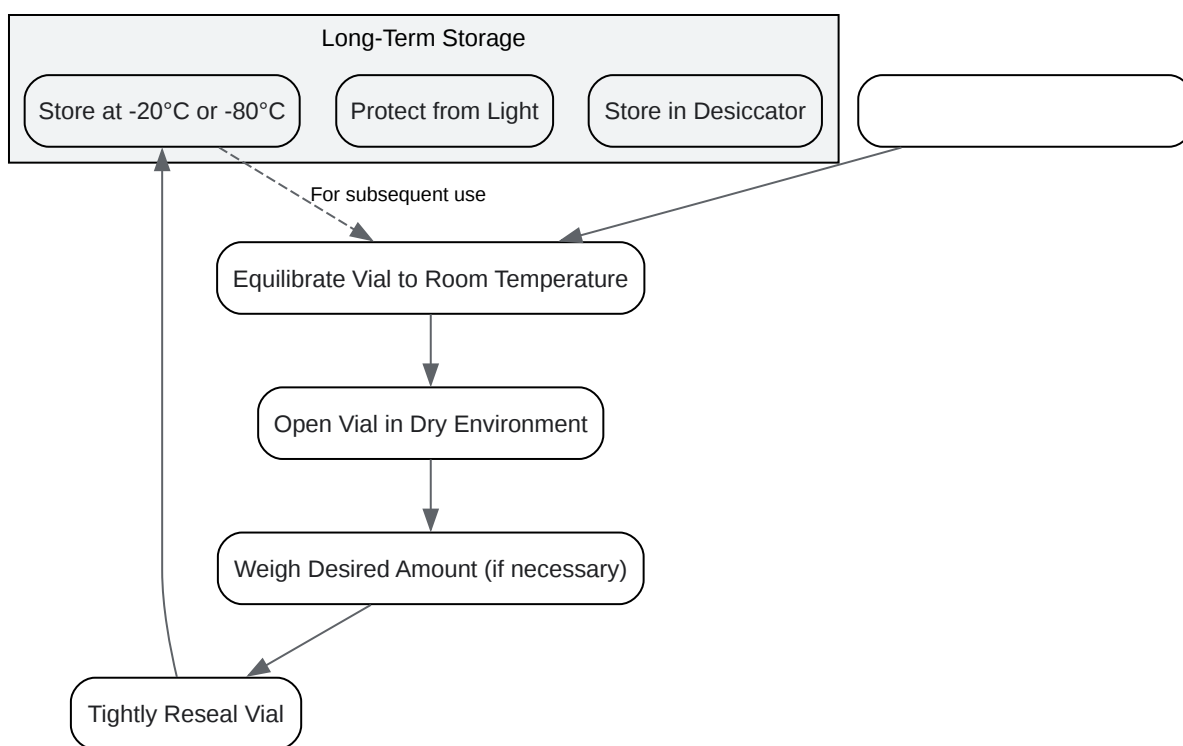 Long-Term Storage
Store at -20°C or -80°C
Protect from Light
Store in Desiccator
For subsequent use
Equilibrate Vial to Room Temperature
Open Vial in Dry Environment
Weigh Desired Amount (if necessary)
Tightly Reseal Vial